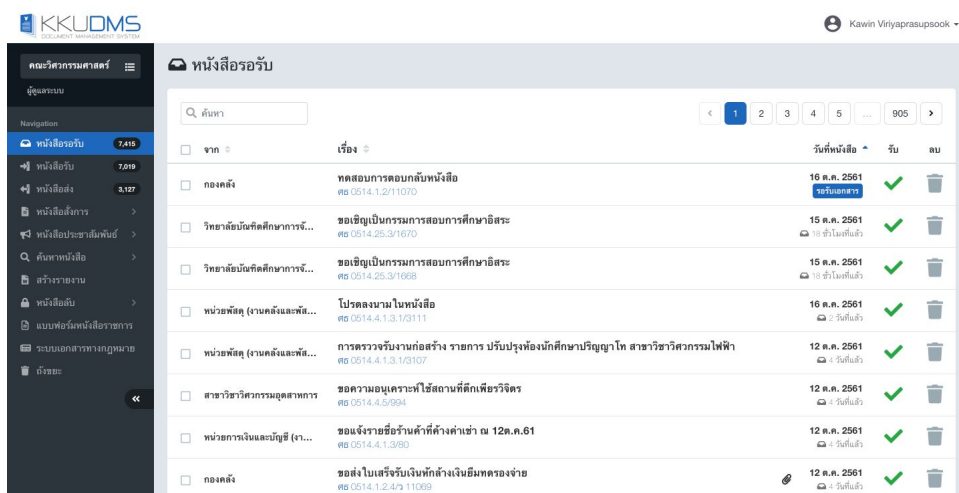 KKUDMS
DOCUMENT MANAGEMENT SYSTEM
Kawin Viriyaprasupsook
คณะวิศวกรรมศาสตร์
ผู้ดูแลระบบ
Navigation
หนังสือรอรับ 7,415
หนังสือรับ 7,019
หนังสือส่ง 3,127
หนังสือสั่งการ
หนังสือประชาสัมพันธ์
ค้นหาหนังสือ
สร้างรายงาน
หนังสือลับ
แบบฟอร์มหนังสือราชการ
ระบบเอกสารทางกฎหมาย
ถังขยะ
หนังสือรอรับ
ค้นหา
< 1 2 3 4 5 ... 905 >
จาก เรื่อง วันที่หนังสือ รับ ลบ
กองคลัง ทดสอบการตอบกลับหนังสือ 16 ต.ค. 2561
ศธ 0514.1.2/11070 รอรับเอกสาร
วิทยาลัยบัณฑิตศึกษาการจั... ขอเชิญเป็นกรรมการสอบการศึกษาอิสระ 15 ต.ค. 2561
ศธ 0514.25.3/1670 18 ชั่วโมงที่แล้ว
วิทยาลัยบัณฑิตศึกษาการจั... ขอเชิญเป็นกรรมการสอบการศึกษาอิสระ 15 ต.ค. 2561
ศธ 0514.25.3/1668 18 ชั่วโมงที่แล้ว
หน่วยพัสดุ (งานคลังและพัส... โปรดลงนามในหนังสือ 16 ต.ค. 2561
ศธ 0514.4.1.3.1/3111 2 วันที่แล้ว
หน่วยพัสดุ (งานคลังและพัส... การตรวจรับงานก่อสร้าง รายการ ปรับปรุงห้องนักศึกษาปริญญาโท สาขาวิชาวิศวกรรมไฟฟ้า 12 ต.ค. 2561
ศธ 0514.4.1.3.1/3107 4 วันที่แล้ว
สาขาวิชาวิศวกรรมอุตสาหการ ขอความอนุเคราะห์ใช้สถานที่ตึกเพียรวิจิตร 12 ต.ค. 2561
ศธ 0514.4.5/994 4 วันที่แล้ว
หน่วยการเงินและบัญชี (งา... ขอแจ้งรายชื่อร้านค้าที่ค้างค่าเช่า ณ 12ต.ค.61 12 ต.ค. 2561
ศธ 0514.4.1.3/80 4 วันที่แล้ว
กองคลัง ขอส่งใบเสร็จรับเงินหักล้างเงินยืมทดรองจ่าย 12 ต.ค. 2561
ศธ 0514.1.2.4/ว 11069 4 วันที่แล้ว